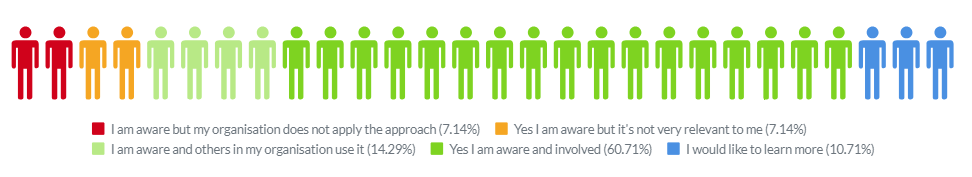 I am aware but my organisation does not apply the approach (7.14%) Yes I am aware but it's not very relevant to me (7.14%)
I am aware and others in my organisation use it (14.29%) Yes I am aware and involved (60.71%) I would like to learn more (10.71%)